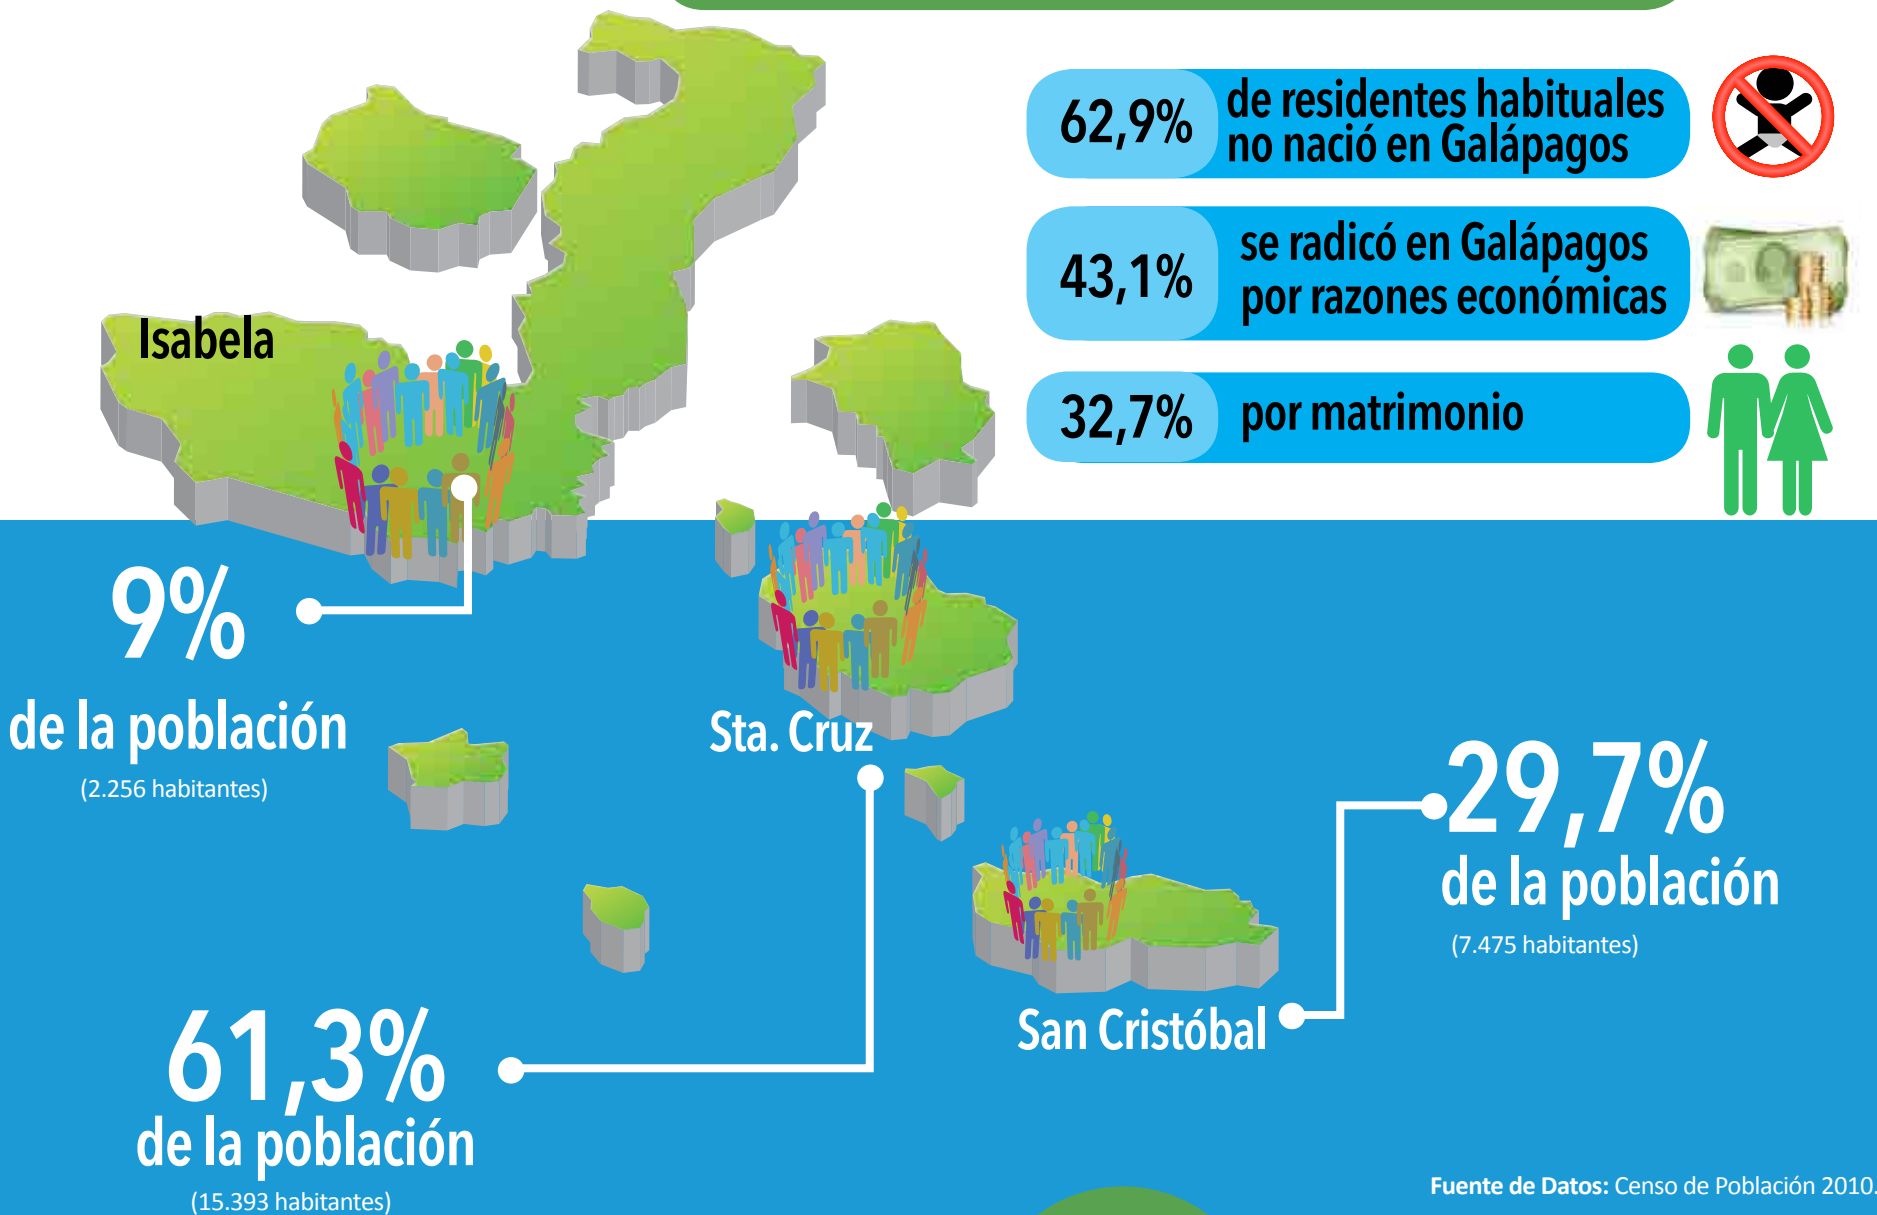 62,9%
de residentes habituales
no nació en Galápagos
43,1%
se radicó en Galápagos
por razones económicas
32,7%
por matrimonio
Isabela
9%
de la población
(2.256 habitantes)
Sta. Cruz
29,7%
de la población
(7.475 habitantes)
San Cristóbal
61,3%
de la población
(15.393 habitantes)
Fuente de Datos: Censo de Población 2010.